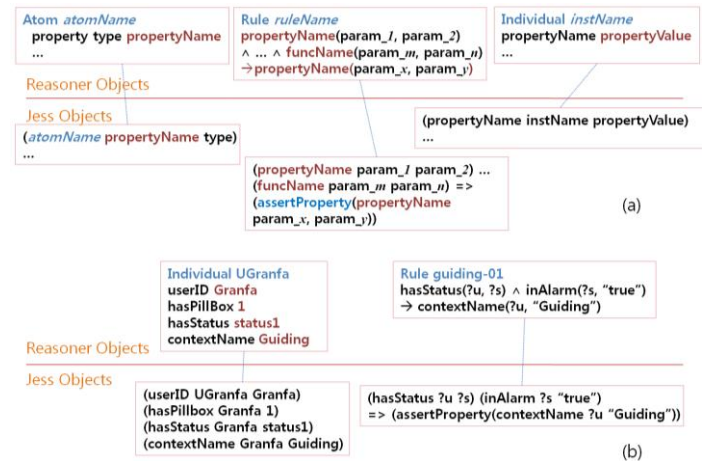 Atom atomName
property type propertyName
...
Rule ruleName
propertyName(param_1, param_2)
∧ ... ∧ funcName(param_m, param_n)
→propertyName(param_x, param_y)
Individual instName
propertyName propertyValue
...
Reasoner Objects
Jess Objects
(atomName propertyName type)
...
(propertyName param_1 param_2) ...
(funcName param_m param_n) =>
(assertProperty(propertyName
param_x, param_y))
(propertyName instName propertyValue)
...
(a)
Individual UGranfa
userID Granfa
hasPillBox 1
hasStatus status1
contextName Guiding
Rule guiding-01
hasStatus(?u, ?s) ∧ inAlarm(?s, "true")
→ contextName(?u, "Guiding")
Reasoner Objects
Jess Objects
(userID UGranfa Granfa)
(hasPillbox Granfa 1)
(hasStatus Granfa status1)
(contextName Granfa Guiding)
(hasStatus ?u ?s) (inAlarm ?s "true")
=> (assertProperty(contextName ?u "Guiding"))
(b)